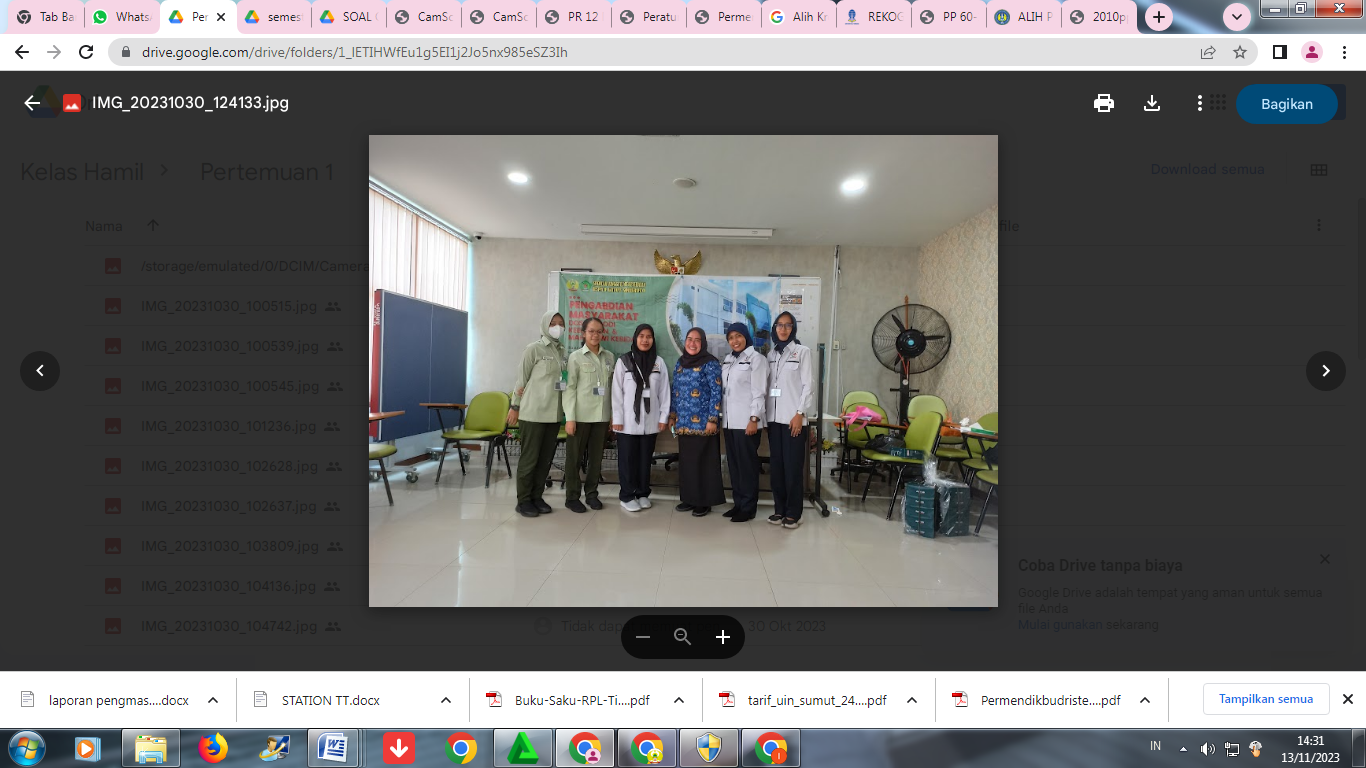 Tab Ba
Whats
Per
semes
SOAL
CamSc
CamSc
PR 12
Peratu
Permer
Alih Kr
REKOG
PP 60-
ALIH P
2010p
drive.google.com/drive/folders/1_IETIHWfEu1g5EI1j2Jo5nx985eSZ3Ih
IMG_20231030_124133.jpg
Bagikan
Kelas Hamil
Pertemuan 1
Download semua
Nama
file
/storage/emulated/0/DCIM/Camera
IMG_20231030_100515.jpg
IMG_20231030_100539.jpg
IMG_20231030_100545.jpg
IMG_20231030_101236.jpg
IMG_20231030_102628.jpg
IMG_20231030_102637.jpg
IMG_20231030_103809.jpg
IMG_20231030_104136.jpg
IMG_20231030_104742.jpg
Tidak
30 Okt 2023
PENGABDIAN
MASYARAKAT
Coba Drive tanpa biaya
Google Drive adalah tempat yang aman untuk semua
file Anda
Mulai gunakan sekarang
laporan pengmas....docx
STATION TT.docx
Buku-Saku-RPL-Ti....pdf
tarif_uin_sumut_24....pdf
Permendikbudriste....pdf
Tampilkan semua
IN
14:31
13/11/2023